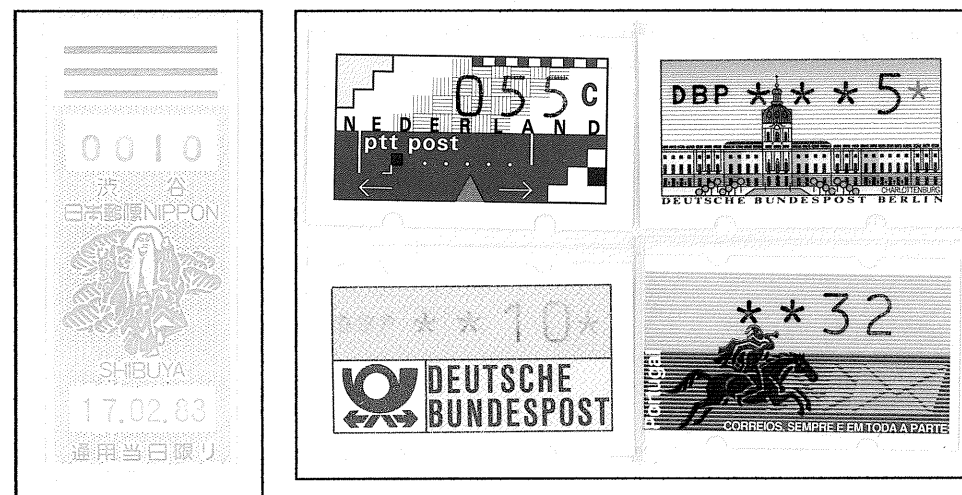 0010
渋 谷
日本郵便NIPPON
SHIBUYA
17.02.83
運用当日限り
055 C
NEDERLAND
ptt post
DBP ***5*
CHARLOTTENBURG
DEUTSCHE BUNDESPOST BERLIN
**10*
DEUTSCHE
BUNDESPOST
**32
Portugal
CORREIOS, SEMPRE E EM TODA A PARTE